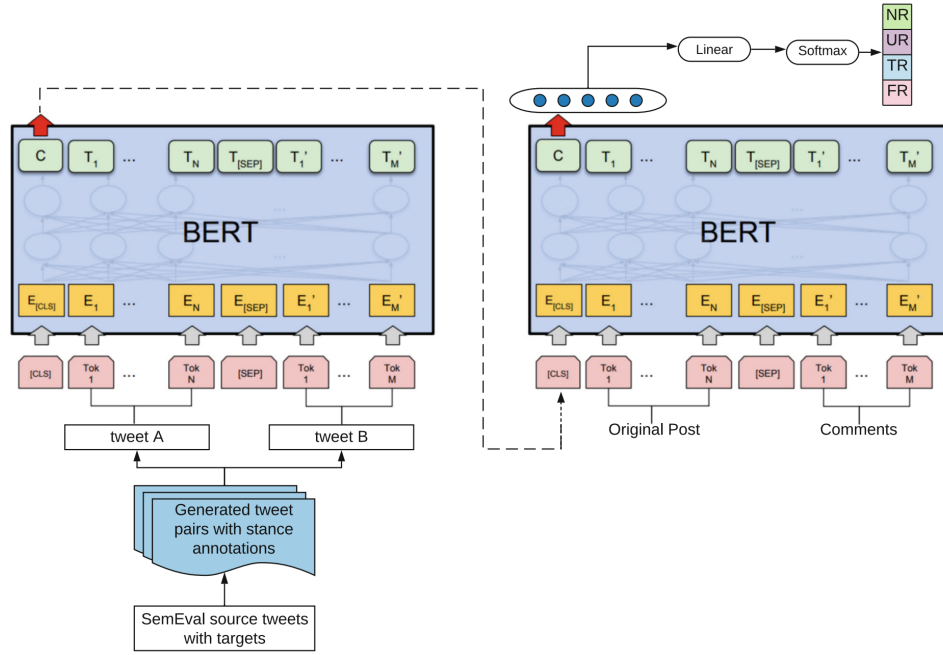 NR
UR
TR
FR
Linear
Softmax
C T1 ... TN T[SEP] T1' ... TM'
...
BERT
...
E[CLS] E1 ... EN E[SEP] E1' ... EM'
[CLS] Tok 1 ... Tok N [SEP] Tok 1 ... Tok M
tweet A
tweet B
Generated tweet
pairs with stance
annotations
SemEval source tweets
with targets
C T1 ... TN T[SEP] T1' ... TM'
...
BERT
...
E[CLS] E1 ... EN E[SEP] E1' ... EM'
[CLS] Tok 1 ... Tok N [SEP] Tok 1 ... Tok M
Original Post
Comments